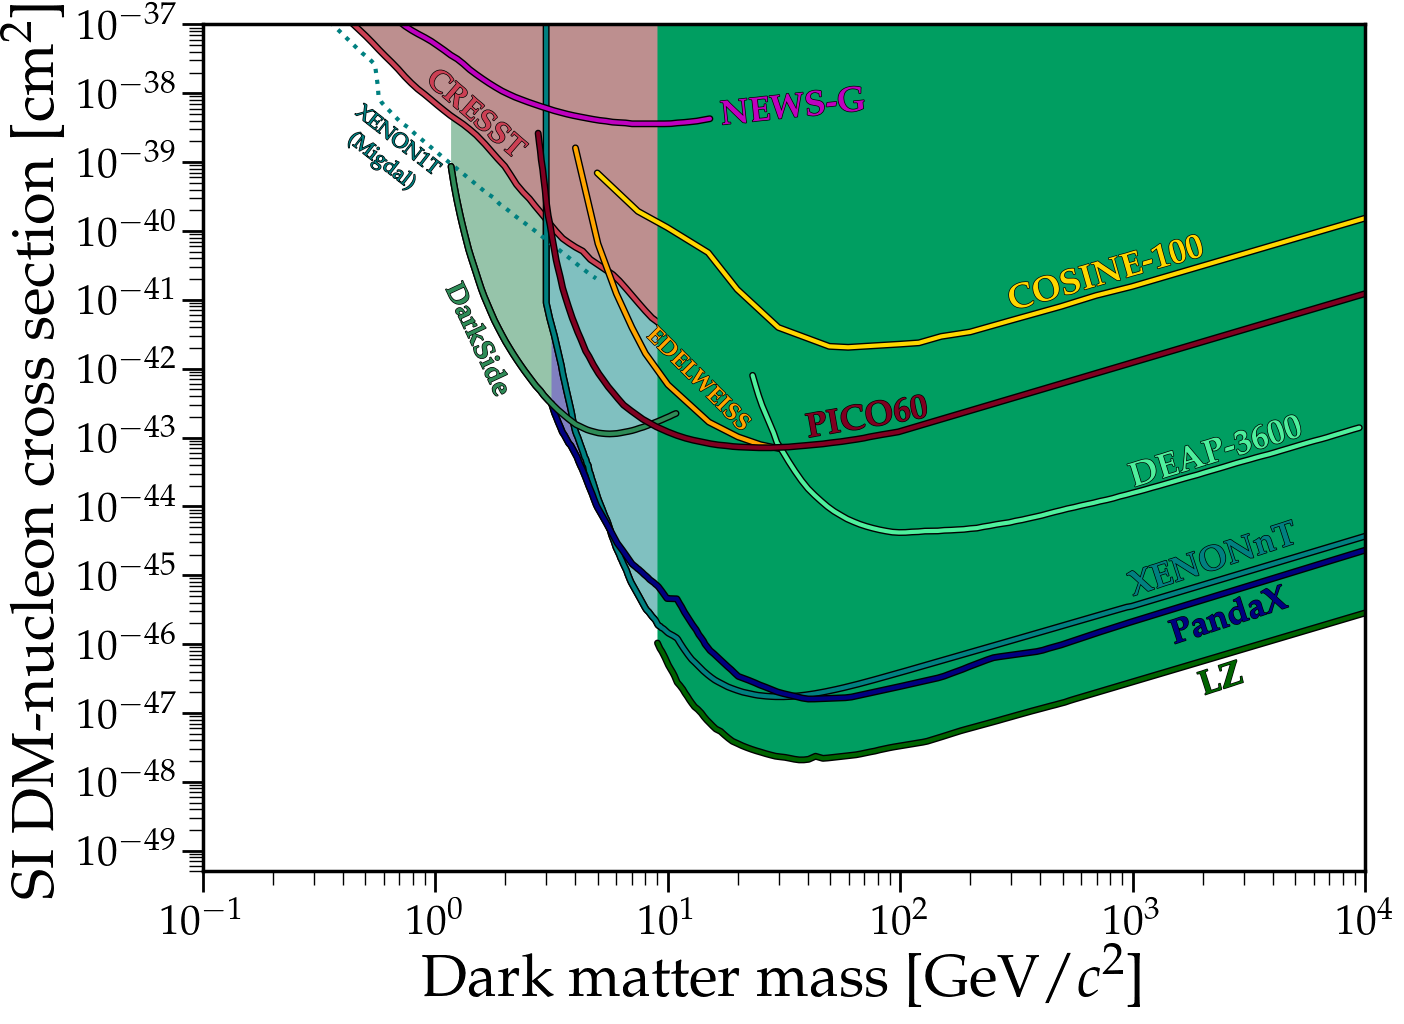 SI DM-nucleon cross section [cm²]
10⁻³⁷
10⁻³⁸
10⁻³⁹
10⁻⁴⁰
10⁻⁴¹
10⁻⁴²
10⁻⁴³
10⁻⁴⁴
10⁻⁴⁵
10⁻⁴⁶
10⁻⁴⁷
10⁻⁴⁸
10⁻⁴⁹
CRESST
NEWS-G
XENON1T
(Migdal)
DarkSide
EDELWEISS
COSINE-100
PICO60
DEAP-3600
XENONnT
PandaX
LZ
10⁻¹ 10⁰ 10¹ 10² 10³ 10⁴
Dark matter mass [GeV/c²]